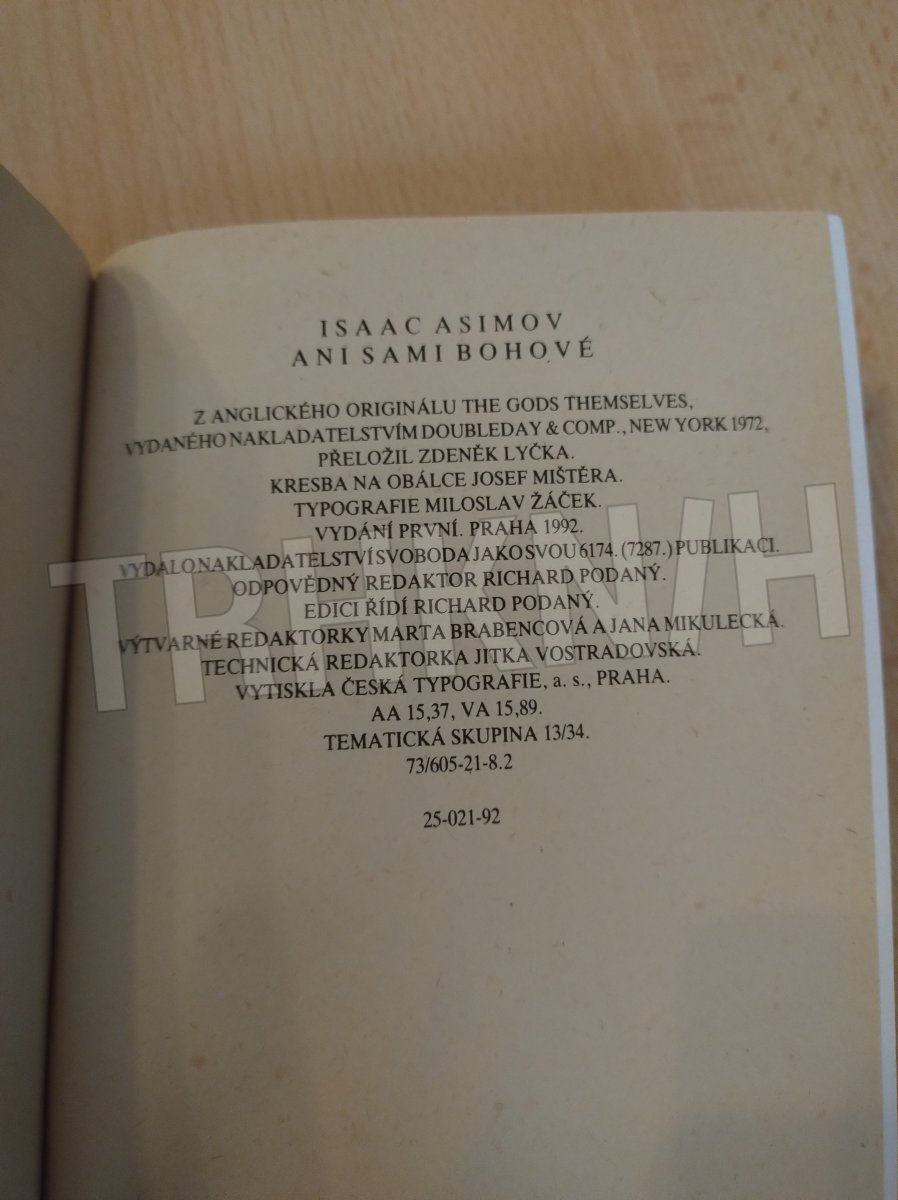 ISAAC ASIMOV
ANI SAMI BOHOVÉ
Z ANGLICKÉHO ORIGINÁLU THE GODS THEMSELVES,
VYDANÉHO NAKLADATELSTVÍM DOUBLEDAY & COMP., NEW YORK 1972,
PŘELOŽIL ZDENĚK LYČKA.
KRESBA NA OBÁLCE JOSEF MIŠTĚRA.
TYPOGRAFIE MILOSLAV ŽÁČEK.
VYDÁNÍ PRVNÍ. PRAHA 1992.
VYDALO NAKLADATELSTVÍ SVOBODA JAKO SVOU 6174. (7287.) PUBLIKACI.
ODPOVĚDNÝ REDAKTOR RICHARD PODANÝ.
EDICI ŘÍDÍ RICHARD PODANÝ.
VÝTVARNÉ REDAKTORKY MARTA BRABENCOVÁ A JANA MIKULECKÁ.
TECHNICKÁ REDAKTORKA JITKA VOSTRADOVSKÁ.
VYTISKLA ČESKÁ TYPOGRAFIE, a. s., PRAHA.
AA 15,37, VA 15,89.
TEMATICKÁ SKUPINA 13/34.
73/605-21-8.2
25-021-92
TRHKNIH